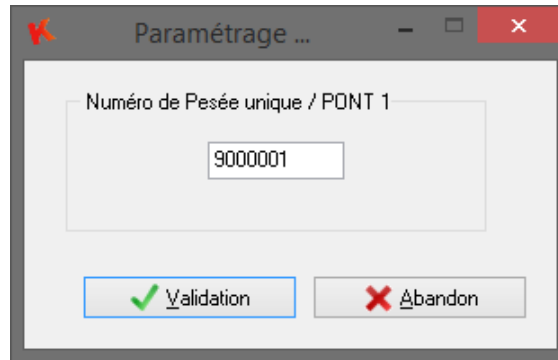 Paramétrage ...
Numéro de Pesée unique / PONT 1
9000001
Validation
Abandon